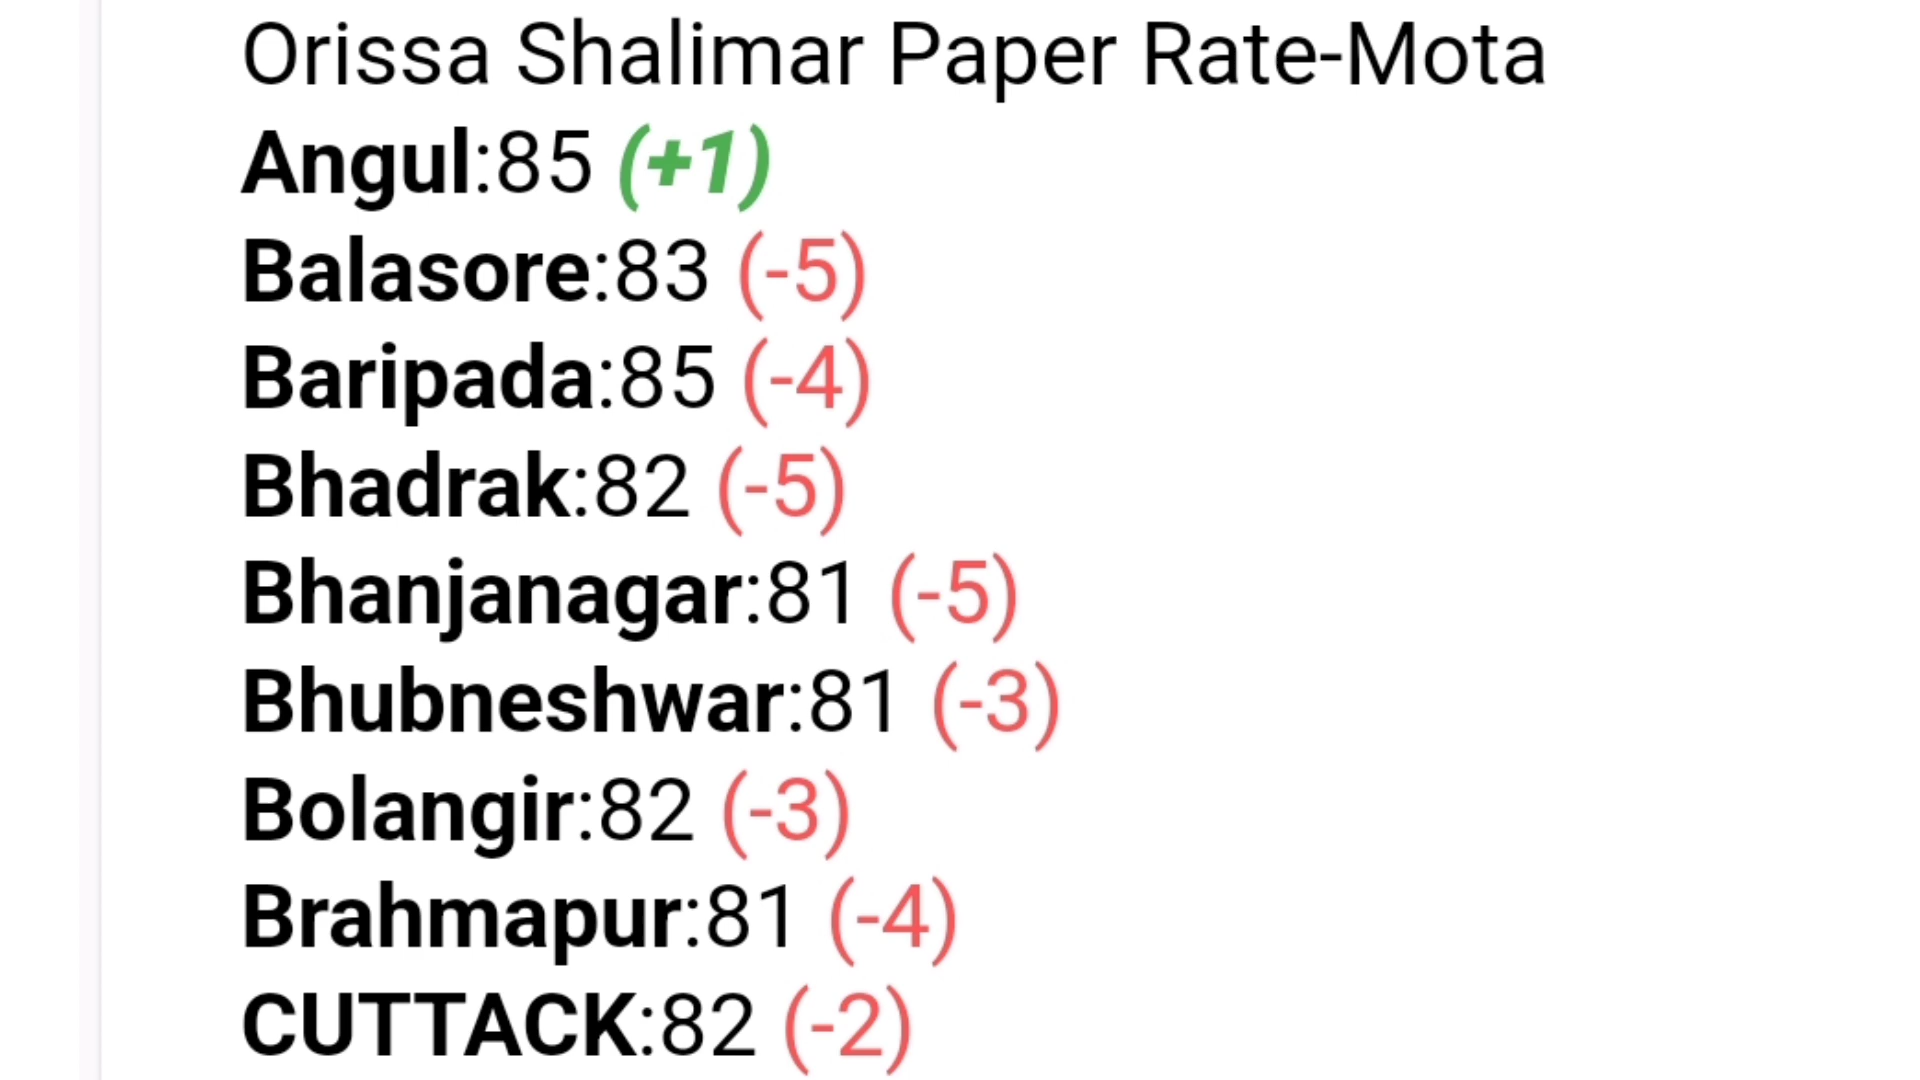 Orissa Shalimar Paper Rate-Mota
Angul:85 (+1)
Balasore:83 (-5)
Baripada:85 (-4)
Bhadrak:82 (-5)
Bhanjanagar:81 (-5)
Bhubneshwar:81 (-3)
Bolangir:82 (-3)
Brahmapur:81 (-4)
CUTTACK:82 (-2)